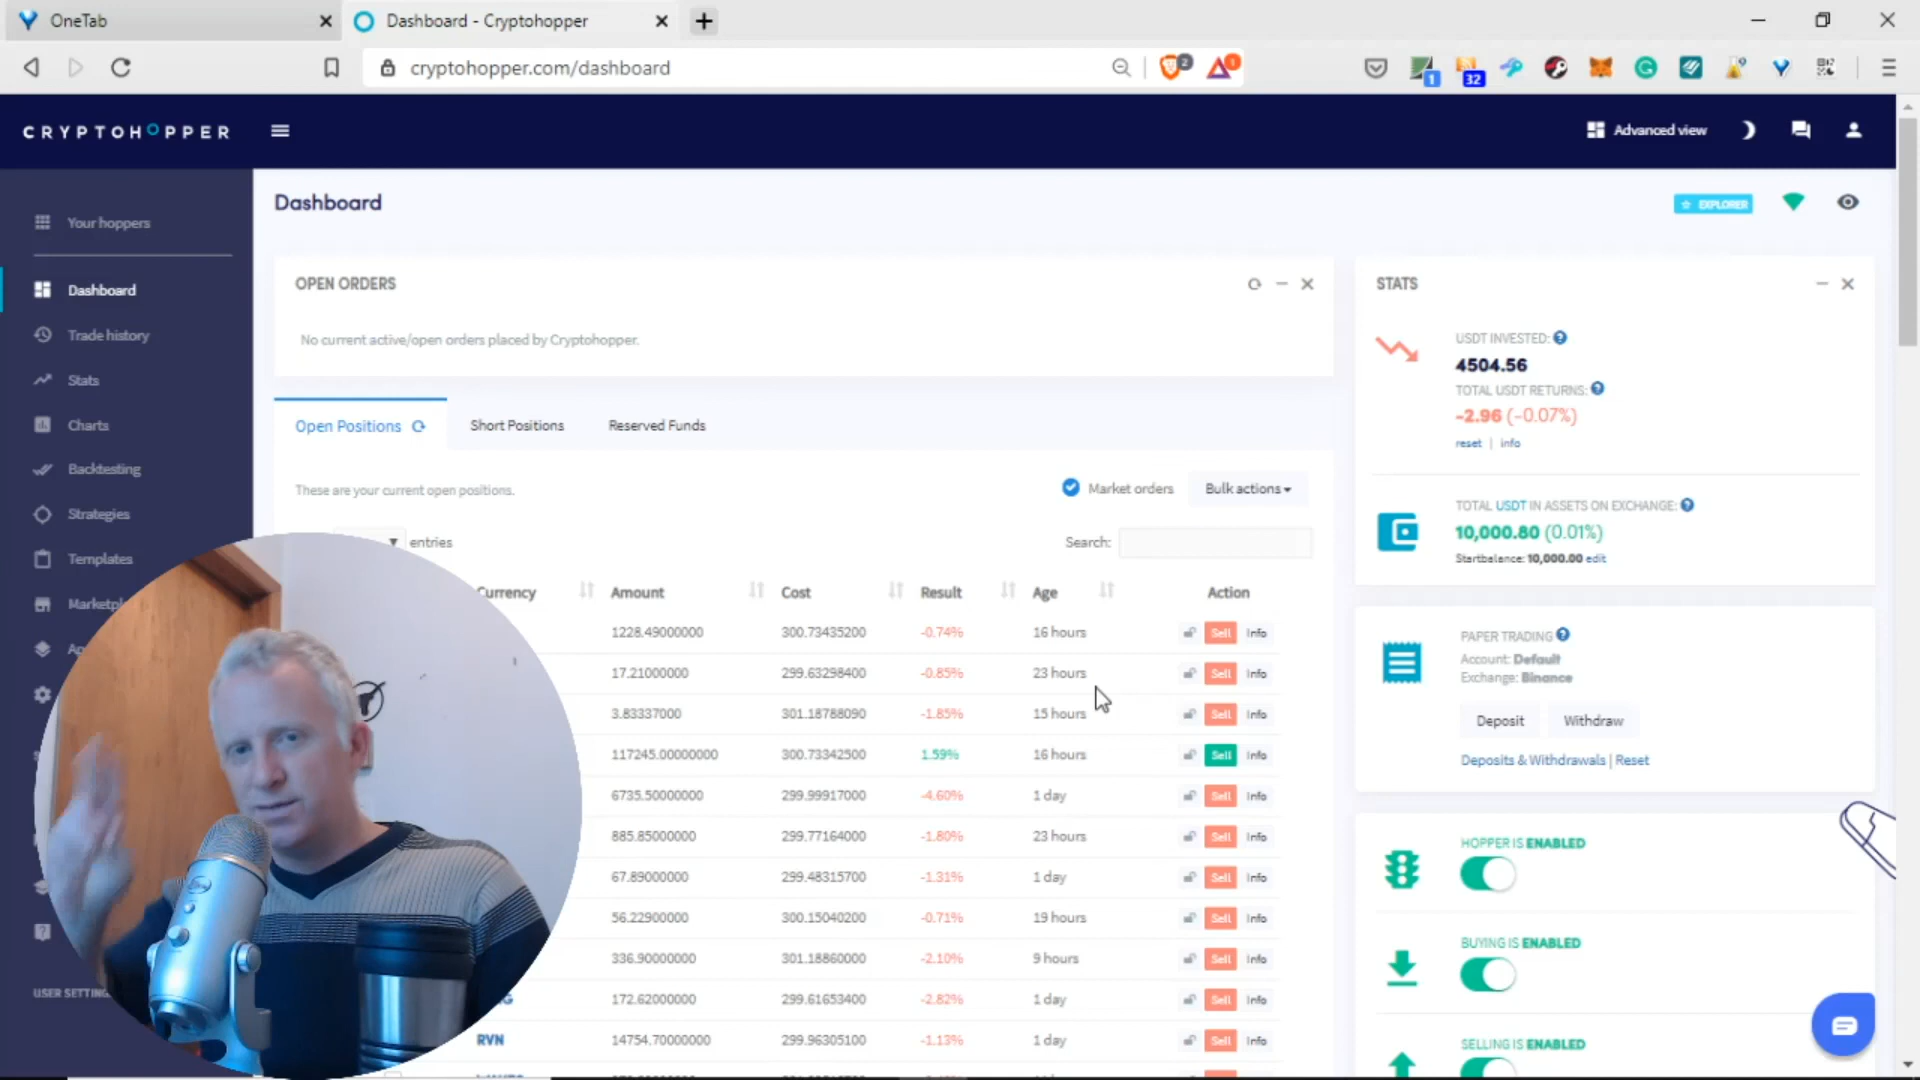 OneTab
Dashboard - Cryptohopper
cryptohopper.com/dashboard
2
1
1
32
CRYPTOHOPPER
Advanced view
Your hoppers
Dashboard
Trade history
Stats
Charts
Backtesting
Strategies
Templates
Marketpl
USER SETTING
Dashboard
EXPLORER
OPEN ORDERS
No current active/open orders placed by Cryptohopper.
Open Positions
Short Positions
Reserved Funds
These are your current open positions.
Market orders
Bulk actions
entries
Search:
Currency Amount Cost Result Age Action
1228.49000000 300.73435200 -0.74% 16 hours Sell Info
17.21000000 299.63298400 -0.85% 23 hours Sell Info
3.83337000 301.18788090 -1.85% 15 hours Sell Info
117245.00000000 300.73342500 1.59% 16 hours Sell Info
6735.50000000 299.99917000 -4.60% 1 day Sell Info
885.85000000 299.77164000 -1.80% 23 hours Sell Info
67.89000000 299.48315700 -1.31% 1 day Sell Info
56.22900000 300.15040200 -0.71% 19 hours Sell Info
336.90000000 301.18860000 -2.10% 9 hours Sell Info
172.62000000 299.61653400 -2.82% 1 day Sell Info
RVN 14754.70000000 299.96305100 -1.13% 1 day Sell Info
STATS
USDT INVESTED:
4504.56
TOTAL USDT RETURNS:
-2.96 (-0.07%)
reset | info
TOTAL USDT IN ASSETS ON EXCHANGE:
10,000.80 (0.01%)
Startbalance: 10,000.00 edit
PAPER TRADING
Account: Default
Exchange: Binance
Deposit
Withdraw
Deposits & Withdrawals | Reset
HOPPER IS ENABLED
BUYING IS ENABLED
SELLING IS ENABLED